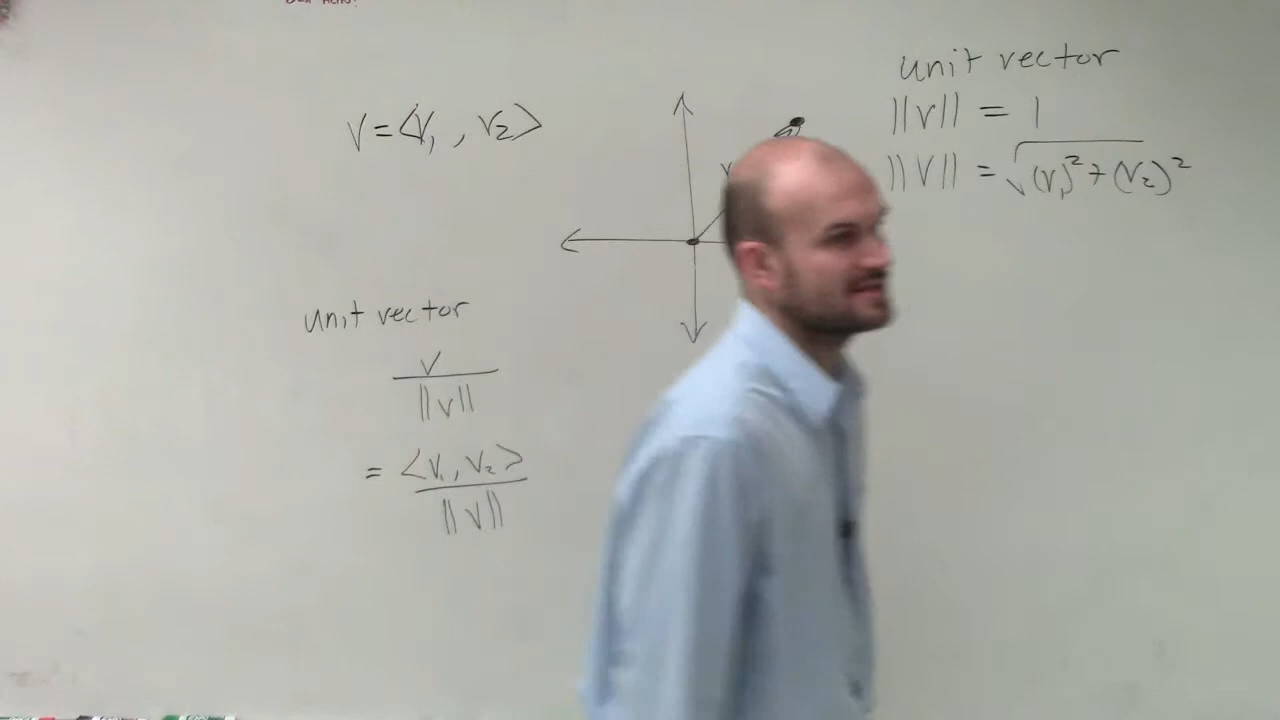 v = <v₁, v₂>
v
unit vector
||v|| = 1
||v|| = √(v₁)² + (v₂)²
unit vector
v
||v||
= <v₁, v₂>
||v||